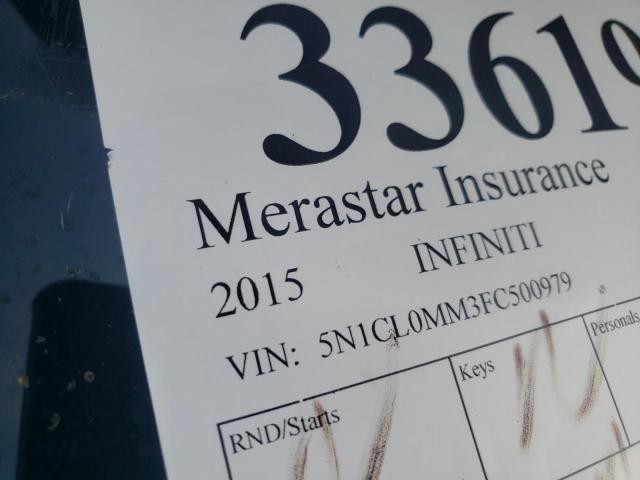 3361
Merastar Insurance
2015 INFINITI
VIN: 5N1CL0MM3FC500979
RND/Starts Keys Personals